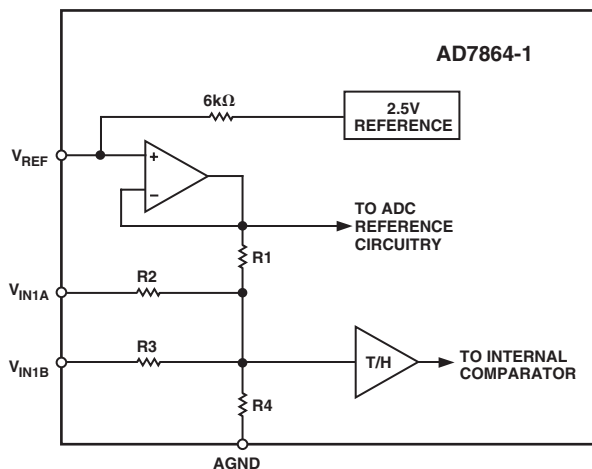 AD7864-1
6kΩ
2.5V
REFERENCE
VREF
+
–
TO ADC
REFERENCE
CIRCUITRY
R1
R2
VIN1A
R3
VIN1B
T/H
TO INTERNAL
COMPARATOR
R4
AGND